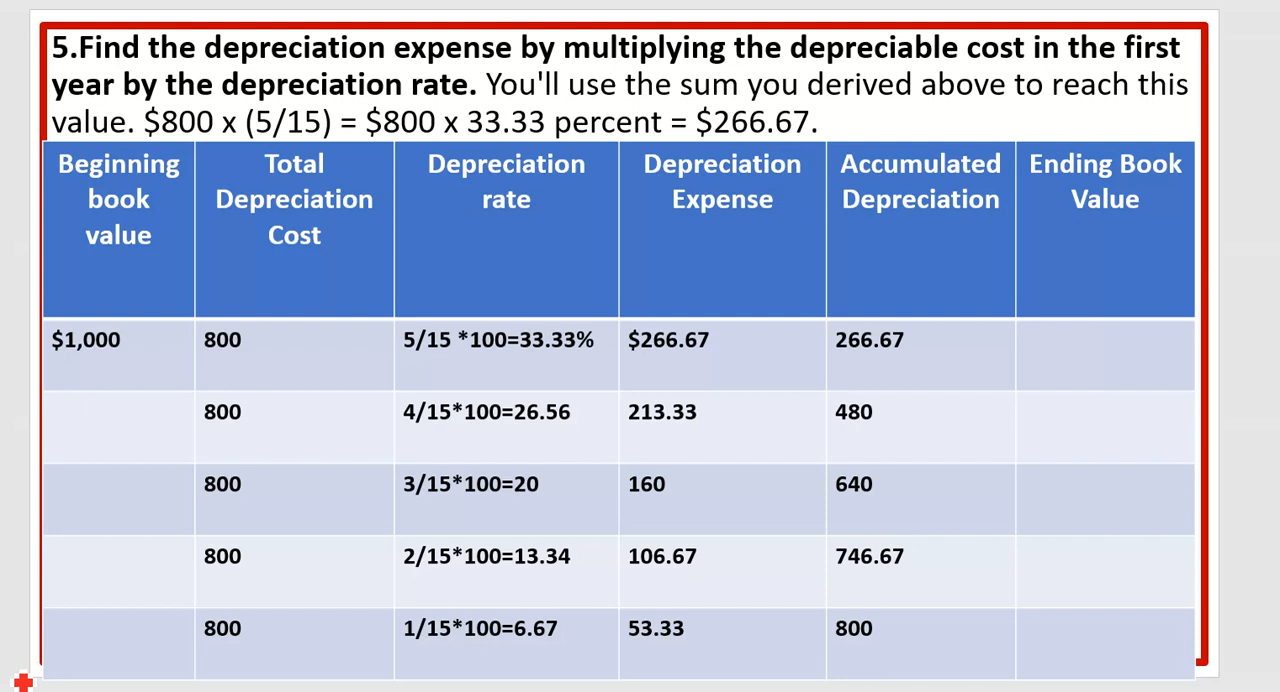 5.Find the depreciation expense by multiplying the depreciable cost in the first
year by the depreciation rate. You'll use the sum you derived above to reach this
value. $800 x (5/15) = $800 x 33.33 percent = $266.67.
Beginning book value Total Depreciation Cost Depreciation rate Depreciation Expense Accumulated Depreciation Ending Book Value
$1,000 800 5/15 *100=33.33% $266.67 266.67
800 4/15*100=26.56 213.33 480
800 3/15*100=20 160 640
800 2/15*100=13.34 106.67 746.67
800 1/15*100=6.67 53.33 800